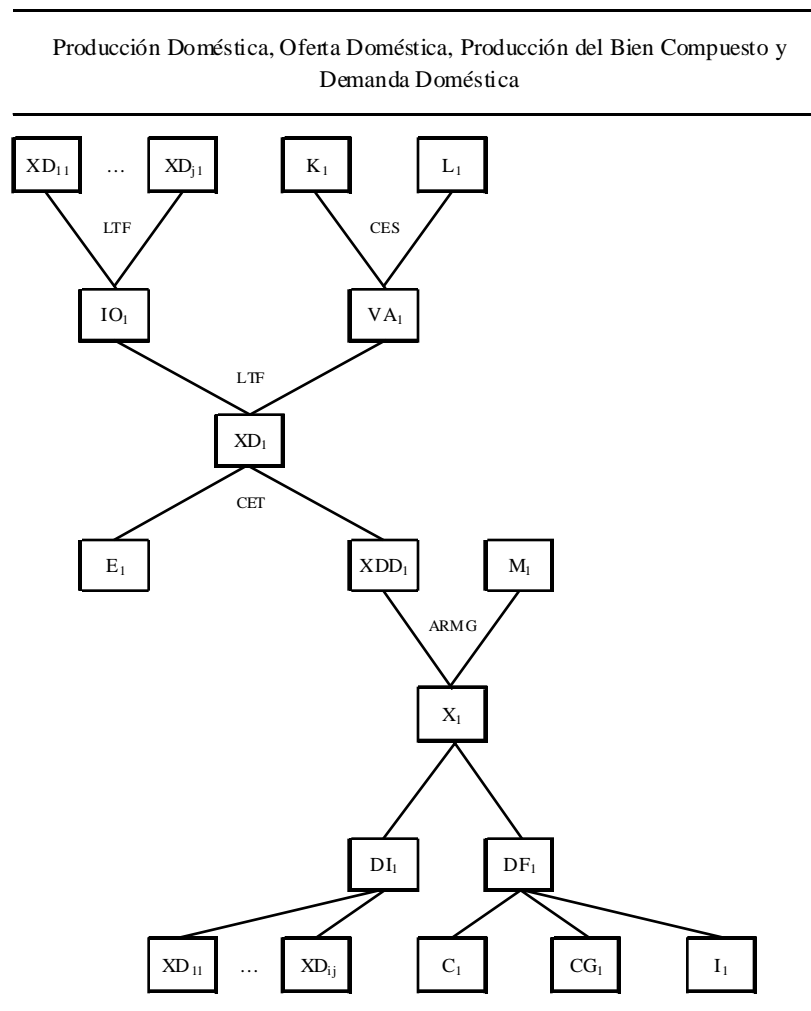 Producción Doméstica, Oferta Doméstica, Producción del Bien Compuesto y
Demanda Doméstica
XD₁₁ … XDⱼ₁ K₁ L₁
LTF CES
IO₁ VA₁
LTF
XD₁
CET
E₁ XDD₁ M₁
ARMG
X₁
DI₁ DF₁
XD₁₁ … XDᵢⱼ C₁ CG₁ I₁